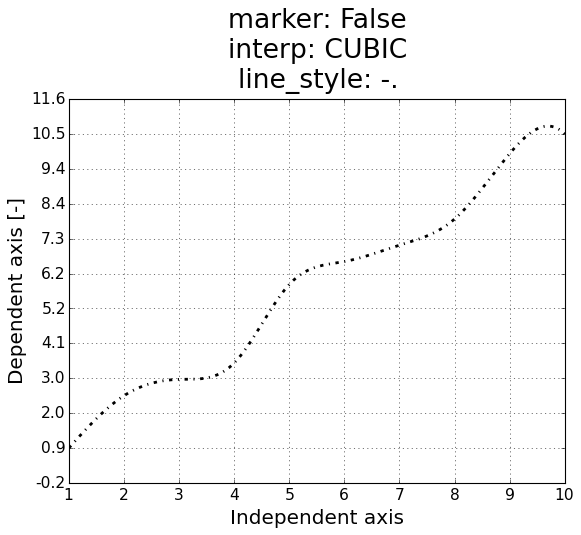 marker: False
interp: CUBIC
line_style: -.
11.6
10.5
9.4
8.4
7.3
6.2
5.2
4.1
3.0
2.0
0.9
-0.2
Dependent axis [-]
1 2 3 4 5 6 7 8 9 10
Independent axis